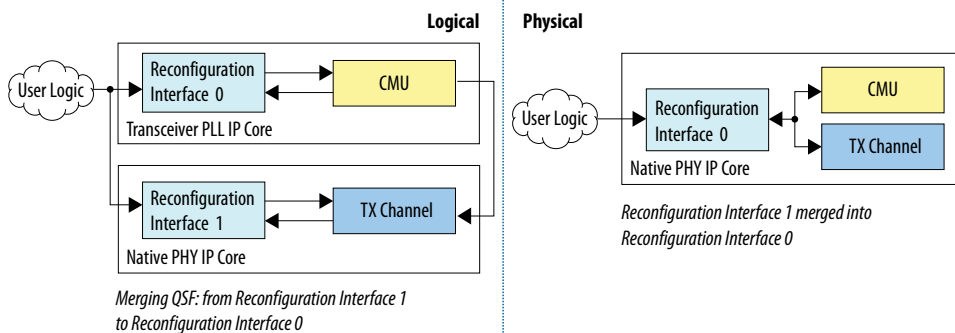 Logical
Physical
User Logic
Reconfiguration
Interface 0
CMU
Transceiver PLL IP Core
Reconfiguration
Interface 1
TX Channel
Native PHY IP Core
Merging QSF: from Reconfiguration Interface 1
to Reconfiguration Interface 0
User Logic
Reconfiguration
Interface 0
CMU
TX Channel
Native PHY IP Core
Reconfiguration Interface 1 merged into
Reconfiguration Interface 0